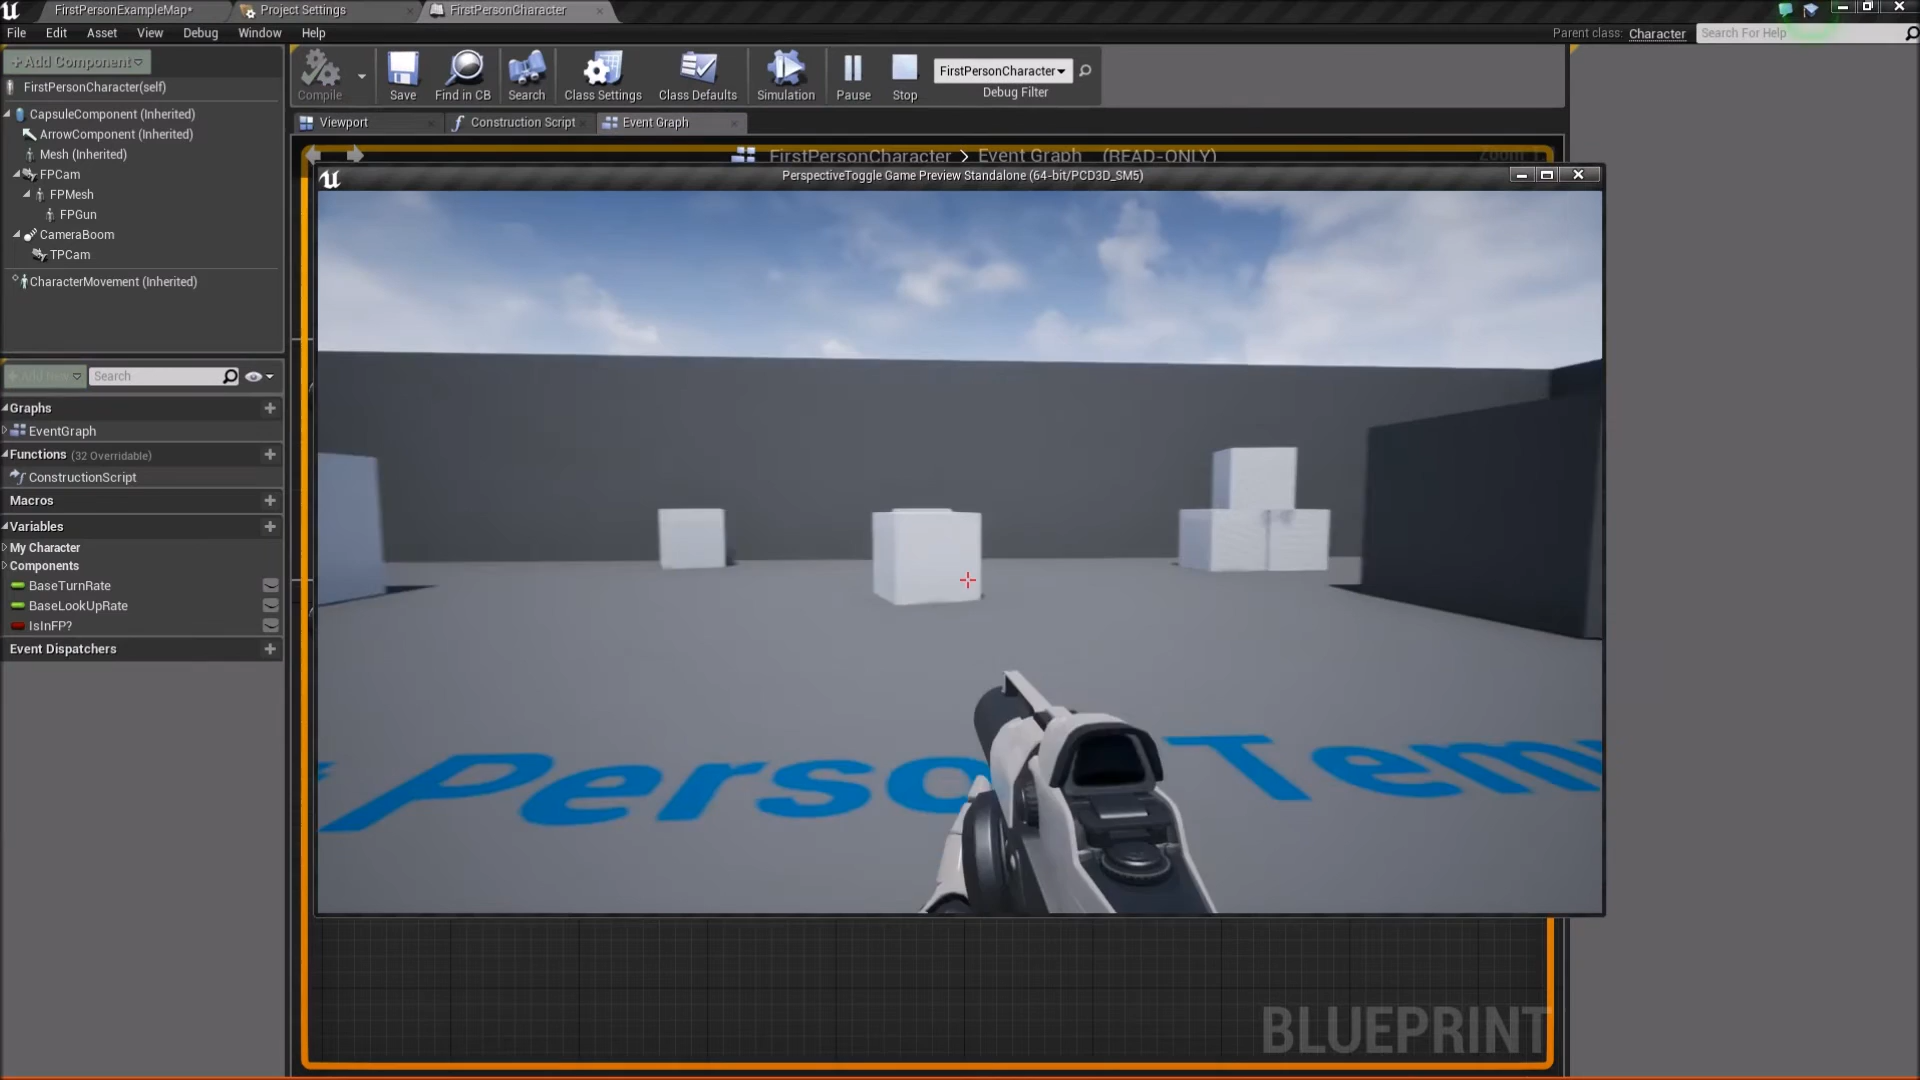 FirstPersonExampleMap*
Project Settings
FirstPersonCharacter
File Edit Asset View Debug Window Help
Parent class: Character
Search For Help
+Add Component
FirstPersonCharacter(self)
CapsuleComponent (Inherited)
ArrowComponent (Inherited)
Mesh (Inherited)
FPCam
FPMesh
FPGun
CameraBoom
TPCam
CharacterMovement (Inherited)
Compile
Save
Find in CB
Search
Class Settings
Class Defaults
Simulation
Pause
Stop
FirstPersonCharacter
Debug Filter
Viewport
Construction Script
Event Graph
FirstPersonCharacter > Event Graph (READ-ONLY)
Zoom
PerspectiveToggle Game Preview Standalone (64-bit/PCD3D_SM5)
+Add New
Search
Graphs
EventGraph
Functions (32 Overridable)
ConstructionScript
Macros
Variables
My Character
Components
BaseTurnRate
BaseLookUpRate
IsInFP?
Event Dispatchers
Perso Tem
BLUEPRINT